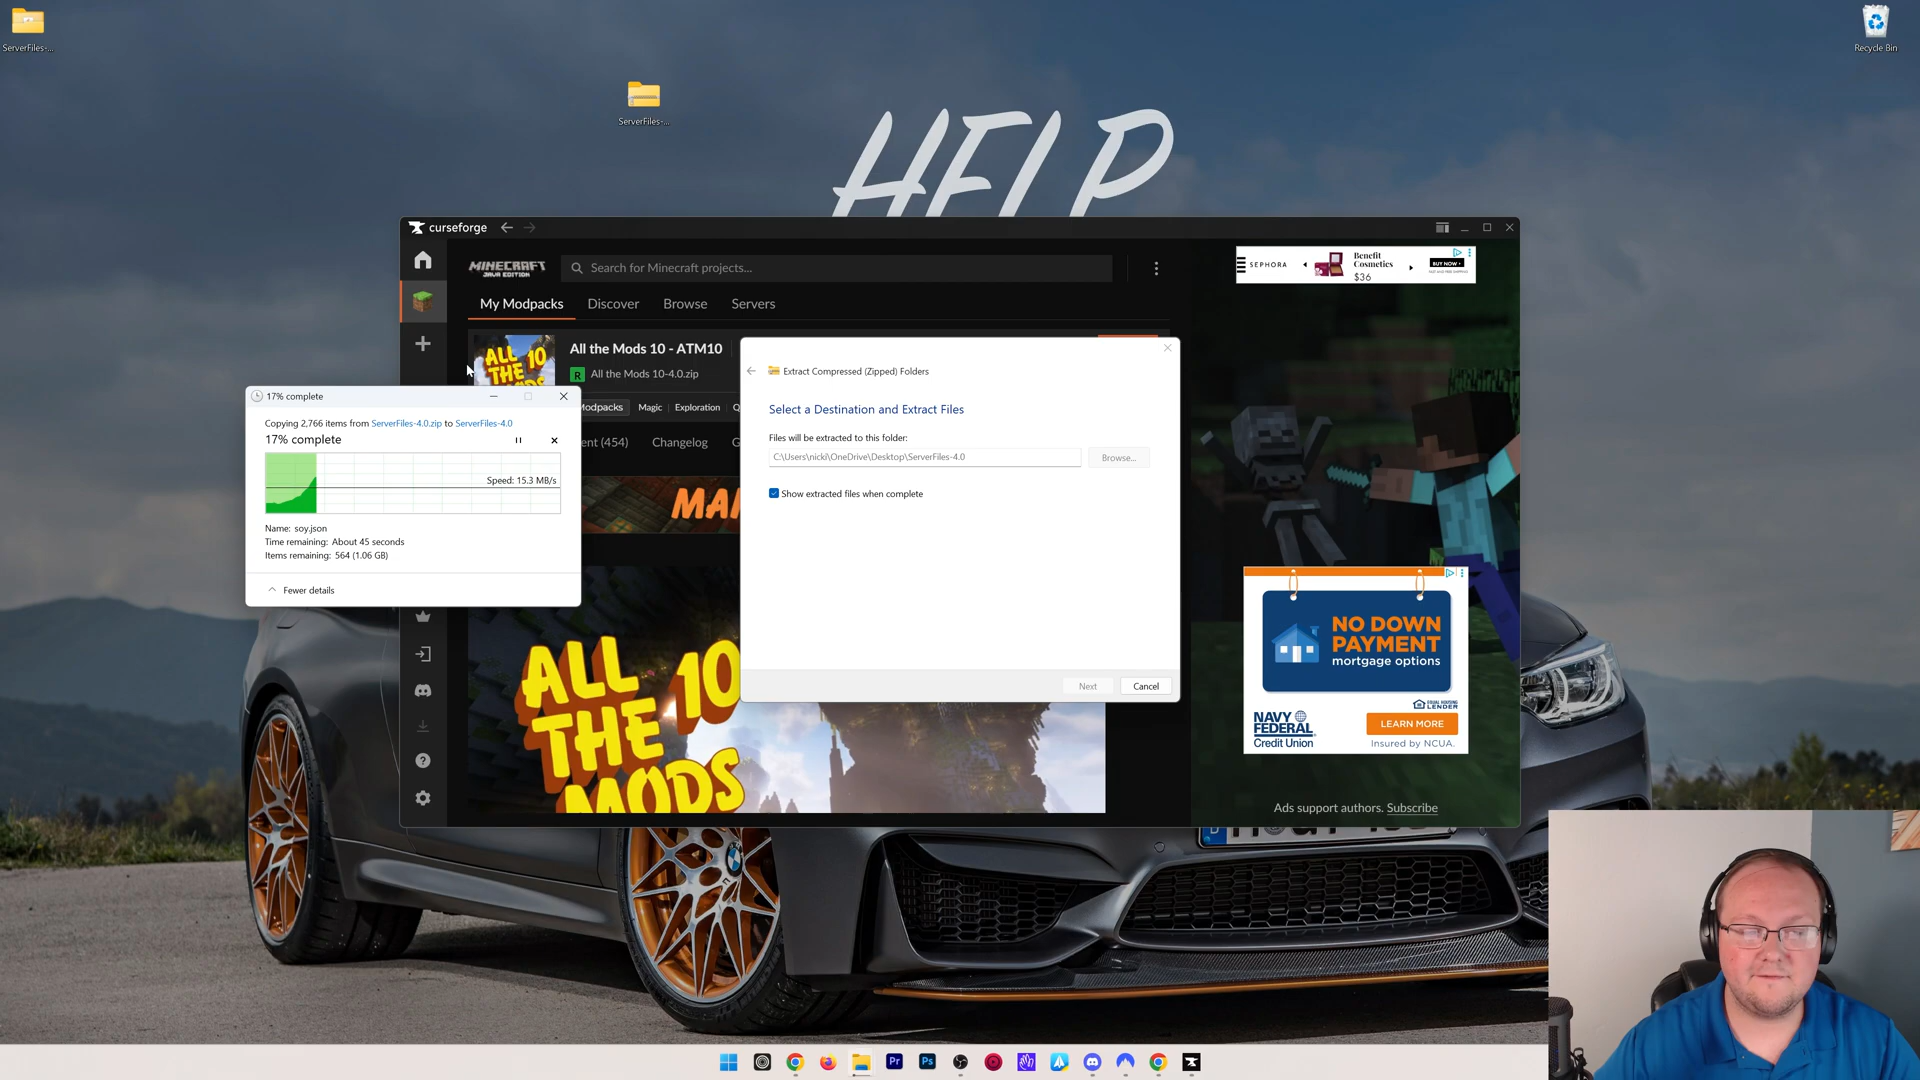 ServerFiles-...
Recycle Bin
ServerFiles-...
HELP
curseforge
MINECRAFT
JAVA EDITION
Search for Minecraft projects...
SEPHORA
Benefit
Cosmetics
$36
BUY NOW
My Modpacks
Discover
Browse
Servers
ALL
THE 10
All the Mods 10 - ATM10
R
All the Mods 10-4.0.zip
Modpacks
Magic
Exploration
ent (454)
Changelog
17% complete
Copying 2,766 items from ServerFiles-4.0.zip to ServerFiles-4.0
17% complete
Speed: 15.3 MB/s
Name: soy.json
Time remaining: About 45 seconds
Items remaining: 564 (1.06 GB)
Fewer details
Extract Compressed (Zipped) Folders
Select a Destination and Extract Files
Files will be extracted to this folder:
C:\Users\nicki\OneDrive\Desktop\ServerFiles-4.0
Browse...
Show extracted files when complete
Next
Cancel
ALL 10
THE
MODS
NO DOWN
PAYMENT
mortgage options
EQUAL HOUSING
LENDER
NAVY
FEDERAL
Credit Union
LEARN MORE
Insured by NCUA.
Ads support authors. Subscribe
Pr
Ps